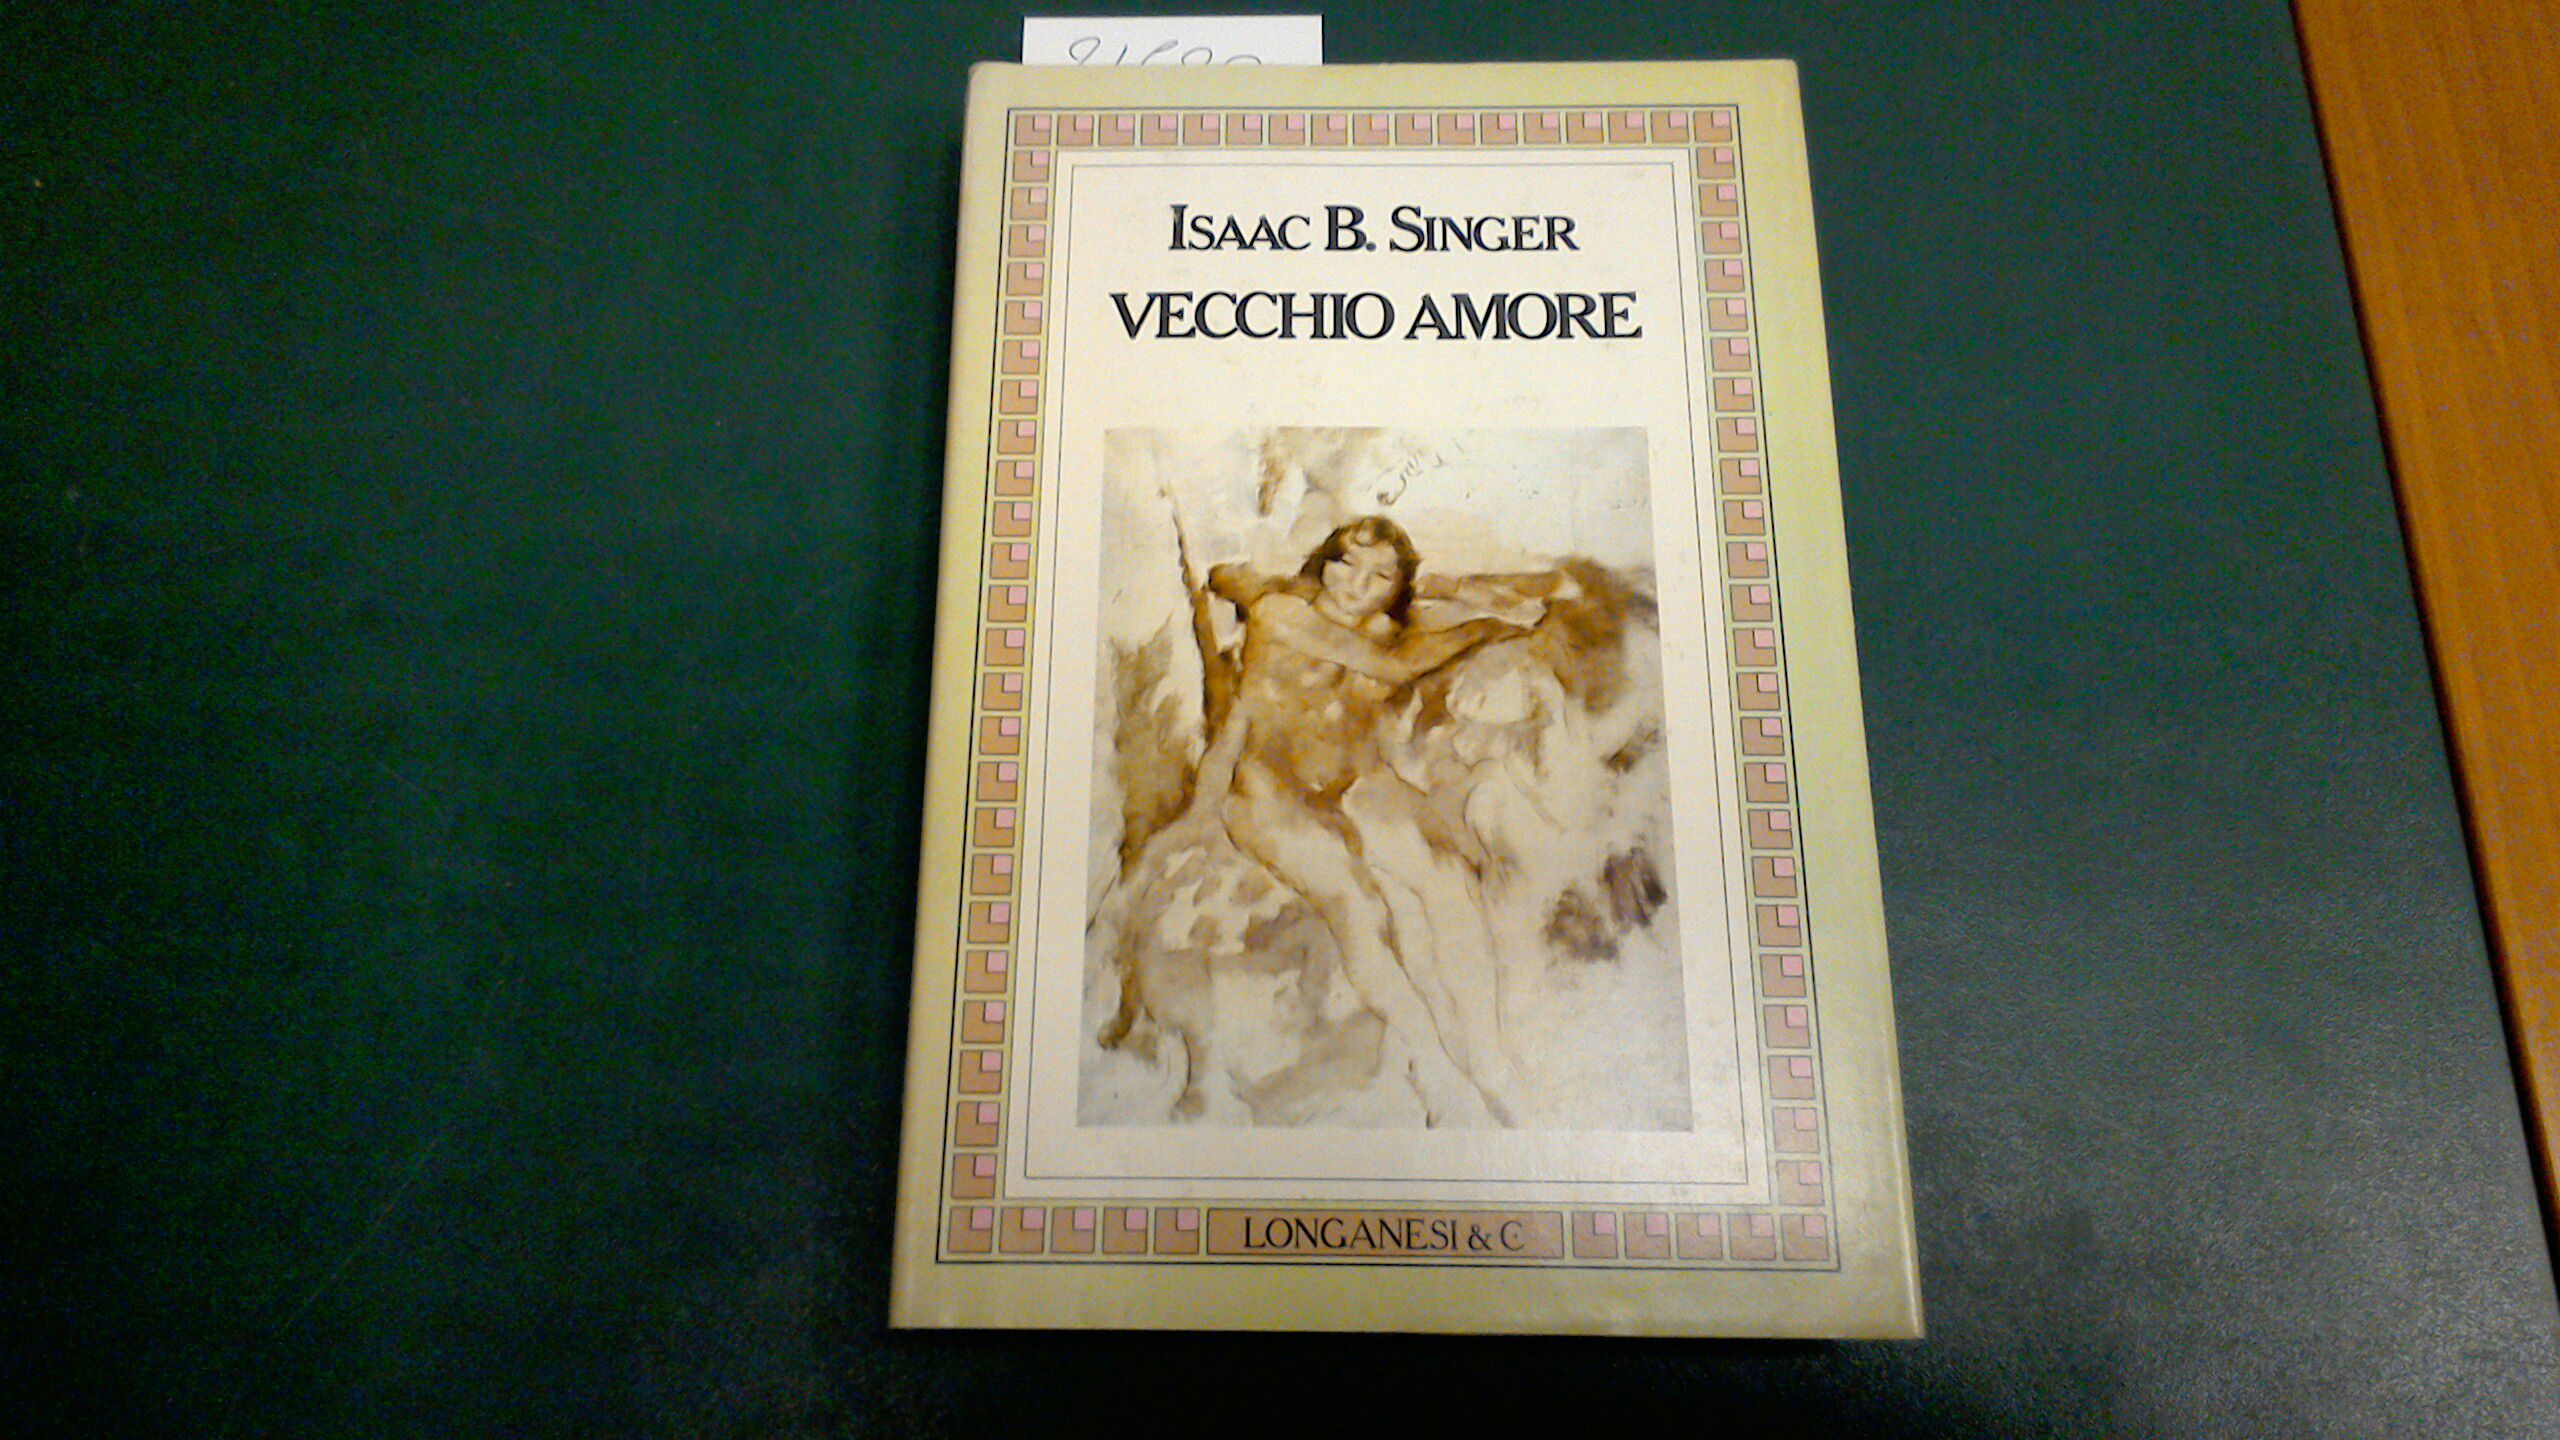 ISAAC B. SINGER
VECCHIO AMORE
LONGANESI & C.